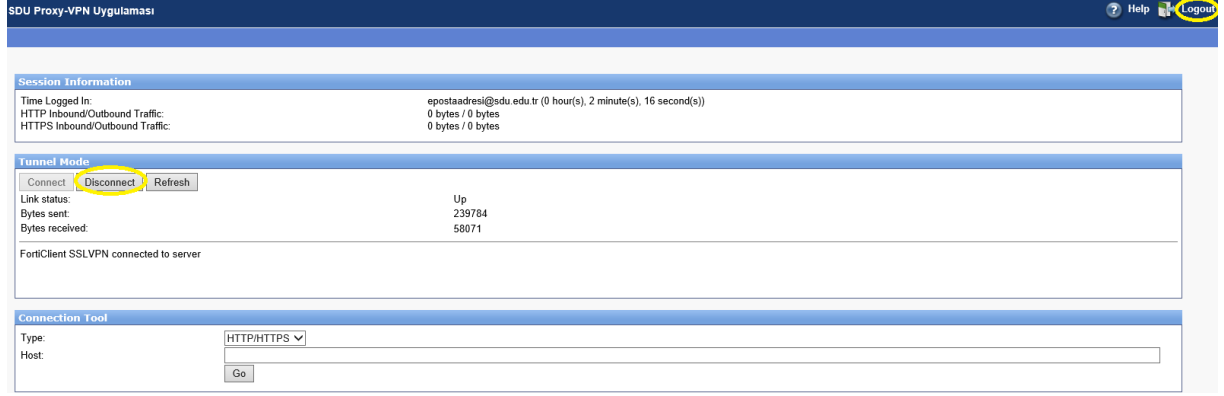 SDU Proxy-VPN Uygulaması
Help Logout
Session Information
Time Logged In: epostaadresi@sdu.edu.tr (0 hour(s), 2 minute(s), 16 second(s))
HTTP Inbound/Outbound Traffic: 0 bytes / 0 bytes
HTTPS Inbound/Outbound Traffic: 0 bytes / 0 bytes
Tunnel Mode
Connect Disconnect Refresh
Link status: Up
Bytes sent: 239784
Bytes received: 58071
FortiClient SSLVPN connected to server
Connection Tool
Type: HTTP/HTTPS
Host:
Go